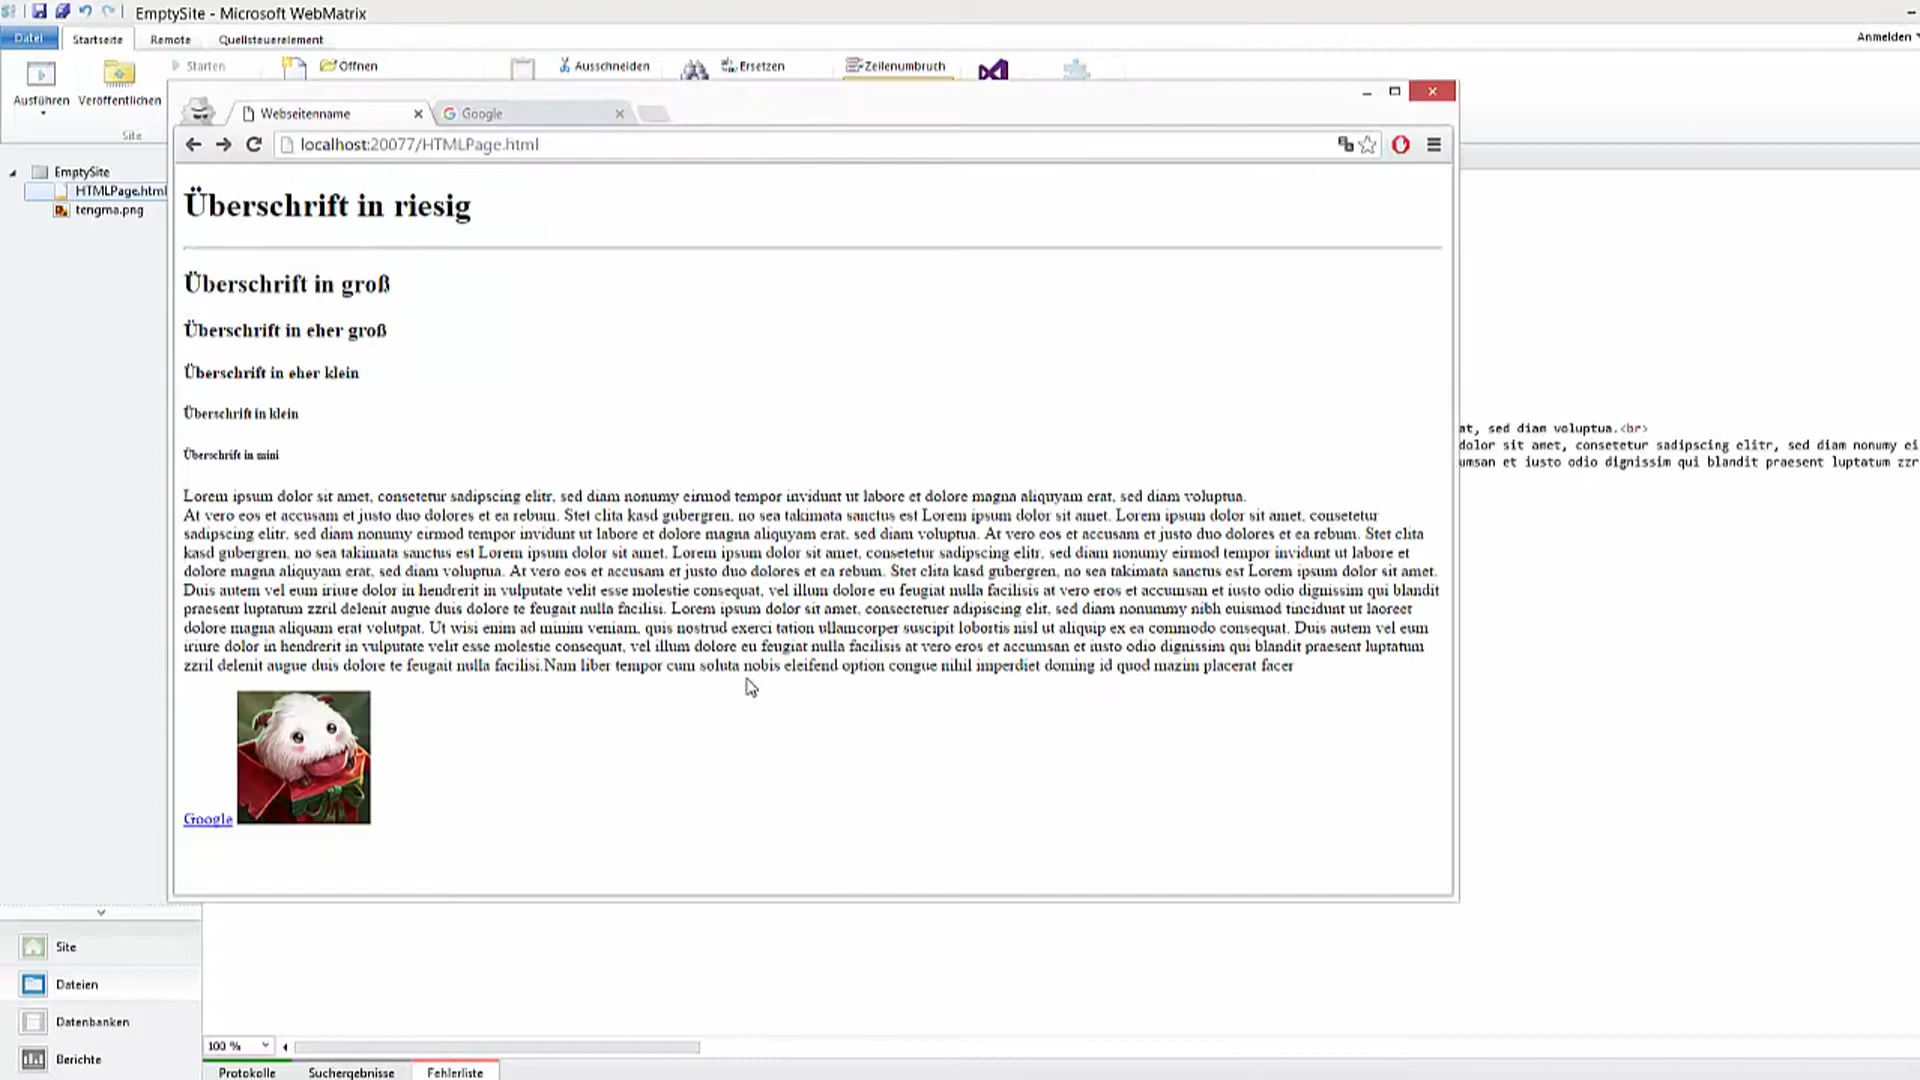 EmptySite - Microsoft WebMatrix
Datei Startseite Remote Quellsteuerelement
Anmelden
Starten Öffnen Ausschneiden Ersetzen Zeilenumbruch
Ausführen Veröffentlichen
Site
Webseitenname Google
localhost:20077/HTMLPage.html
EmptySite
HTMLPage.html
tengma.png
Überschrift in riesig
Überschrift in groß
Überschrift in eher groß
Überschrift in eher klein
Überschrift in klein
Überschrift in mini
Lorem ipsum dolor sit amet, consetetur sadipscing elitr, sed diam nonumy eirmod tempor invidunt ut labore et dolore magna aliquyam erat, sed diam voluptua.
At vero eos et accusam et justo duo dolores et ea rebum. Stet clita kasd gubergren, no sea takimata sanctus est Lorem ipsum dolor sit amet. Lorem ipsum dolor sit amet, consetetur
sadipscing elitr, sed diam nonumy eirmod tempor invidunt ut labore et dolore magna aliquyam erat, sed diam voluptua. At vero eos et accusam et justo duo dolores et ea rebum. Stet clita
kasd gubergren, no sea takimata sanctus est Lorem ipsum dolor sit amet. Lorem ipsum dolor sit amet, consetetur sadipscing elitr, sed diam nonumy eirmod tempor invidunt ut labore et
dolore magna aliquyam erat, sed diam voluptua. At vero eos et accusam et justo duo dolores et ea rebum. Stet clita kasd gubergren, no sea takimata sanctus est Lorem ipsum dolor sit amet.
Duis autem vel eum iriure dolor in hendrerit in vulputate velit esse molestie consequat, vel illum dolore eu feugiat nulla facilisis at vero eros et accumsan et iusto odio dignissim qui blandit
praesent luptatum zzril delenit augue duis dolore te feugait nulla facilisi. Lorem ipsum dolor sit amet, consectetuer adipiscing elit, sed diam nonummy nibh euismod tincidunt ut laoreet
dolore magna aliquam erat volutpat. Ut wisi enim ad minim veniam, quis nostrud exerci tation ullamcorper suscipit lobortis nisl ut aliquip ex ea commodo consequat. Duis autem vel eum
iriure dolor in hendrerit in vulputate velit esse molestie consequat, vel illum dolore eu feugiat nulla facilisis at vero eros et accumsan et iusto odio dignissim qui blandit praesent luptatum
zzril delenit augue duis dolore te feugait nulla facilisi.Nam liber tempor cum soluta nobis eleifend option congue nihil imperdiet doming id quod mazim placerat facer
Google
at, sed diam voluptua.<br>
dolor sit amet, consetetur sadipscing elitr, sed diam nonumy ei
umsan et iusto odio dignissim qui blandit praesent luptatum zzr
Site
Dateien
Datenbanken
Berichte
100 %
Protokolle Suchergebnisse Fehlerliste